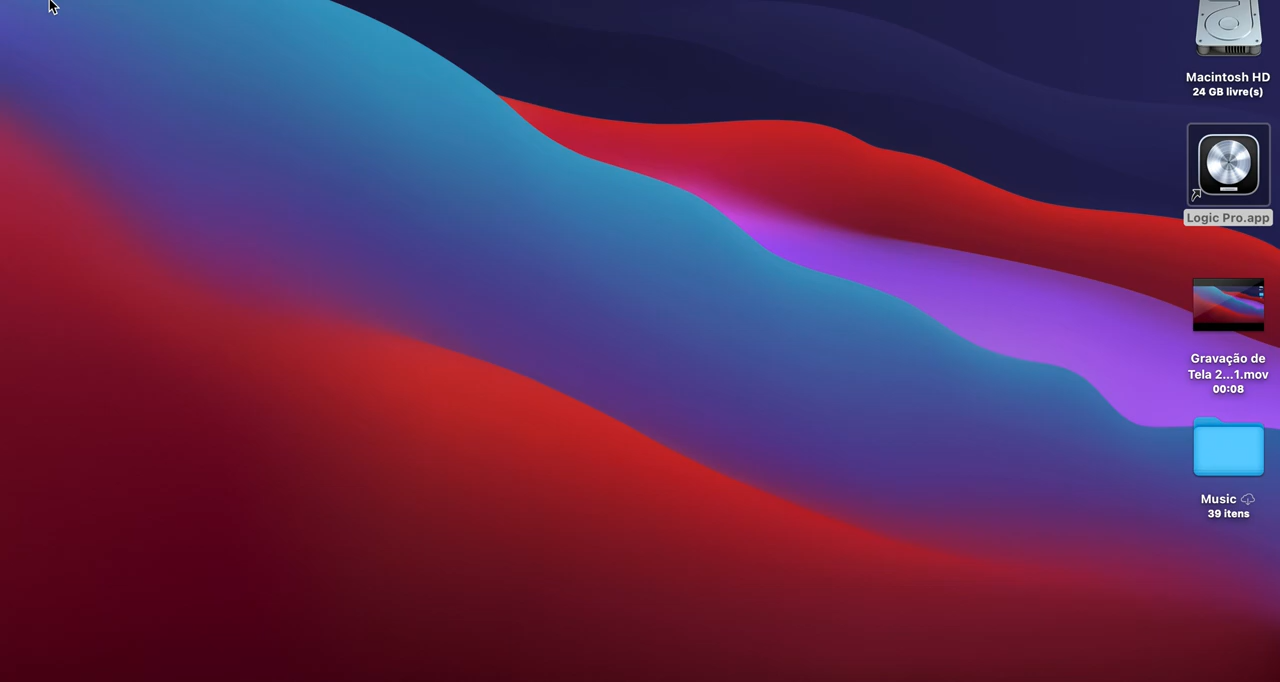 Macintosh HD
24 GB livre(s)
Logic Pro.app
Gravação de
Tela 2...1.mov
00:08
Music
39 itens